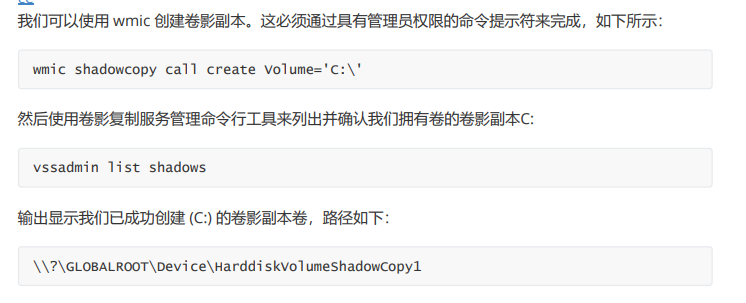 我们可以使用 wmic 创建卷影副本。这必须通过具有管理员权限的命令提示符来完成，如下所示：
wmic shadowcopy call create Volume='C:\'
然后使用卷影复制服务管理命令行工具来列出并确认我们拥有卷的卷影副本C:
vssadmin list shadows
输出显示我们已成功创建 (C:) 的卷影副本卷，路径如下：
\\?\GLOBALROOT\Device\HarddiskVolumeShadowCopy1